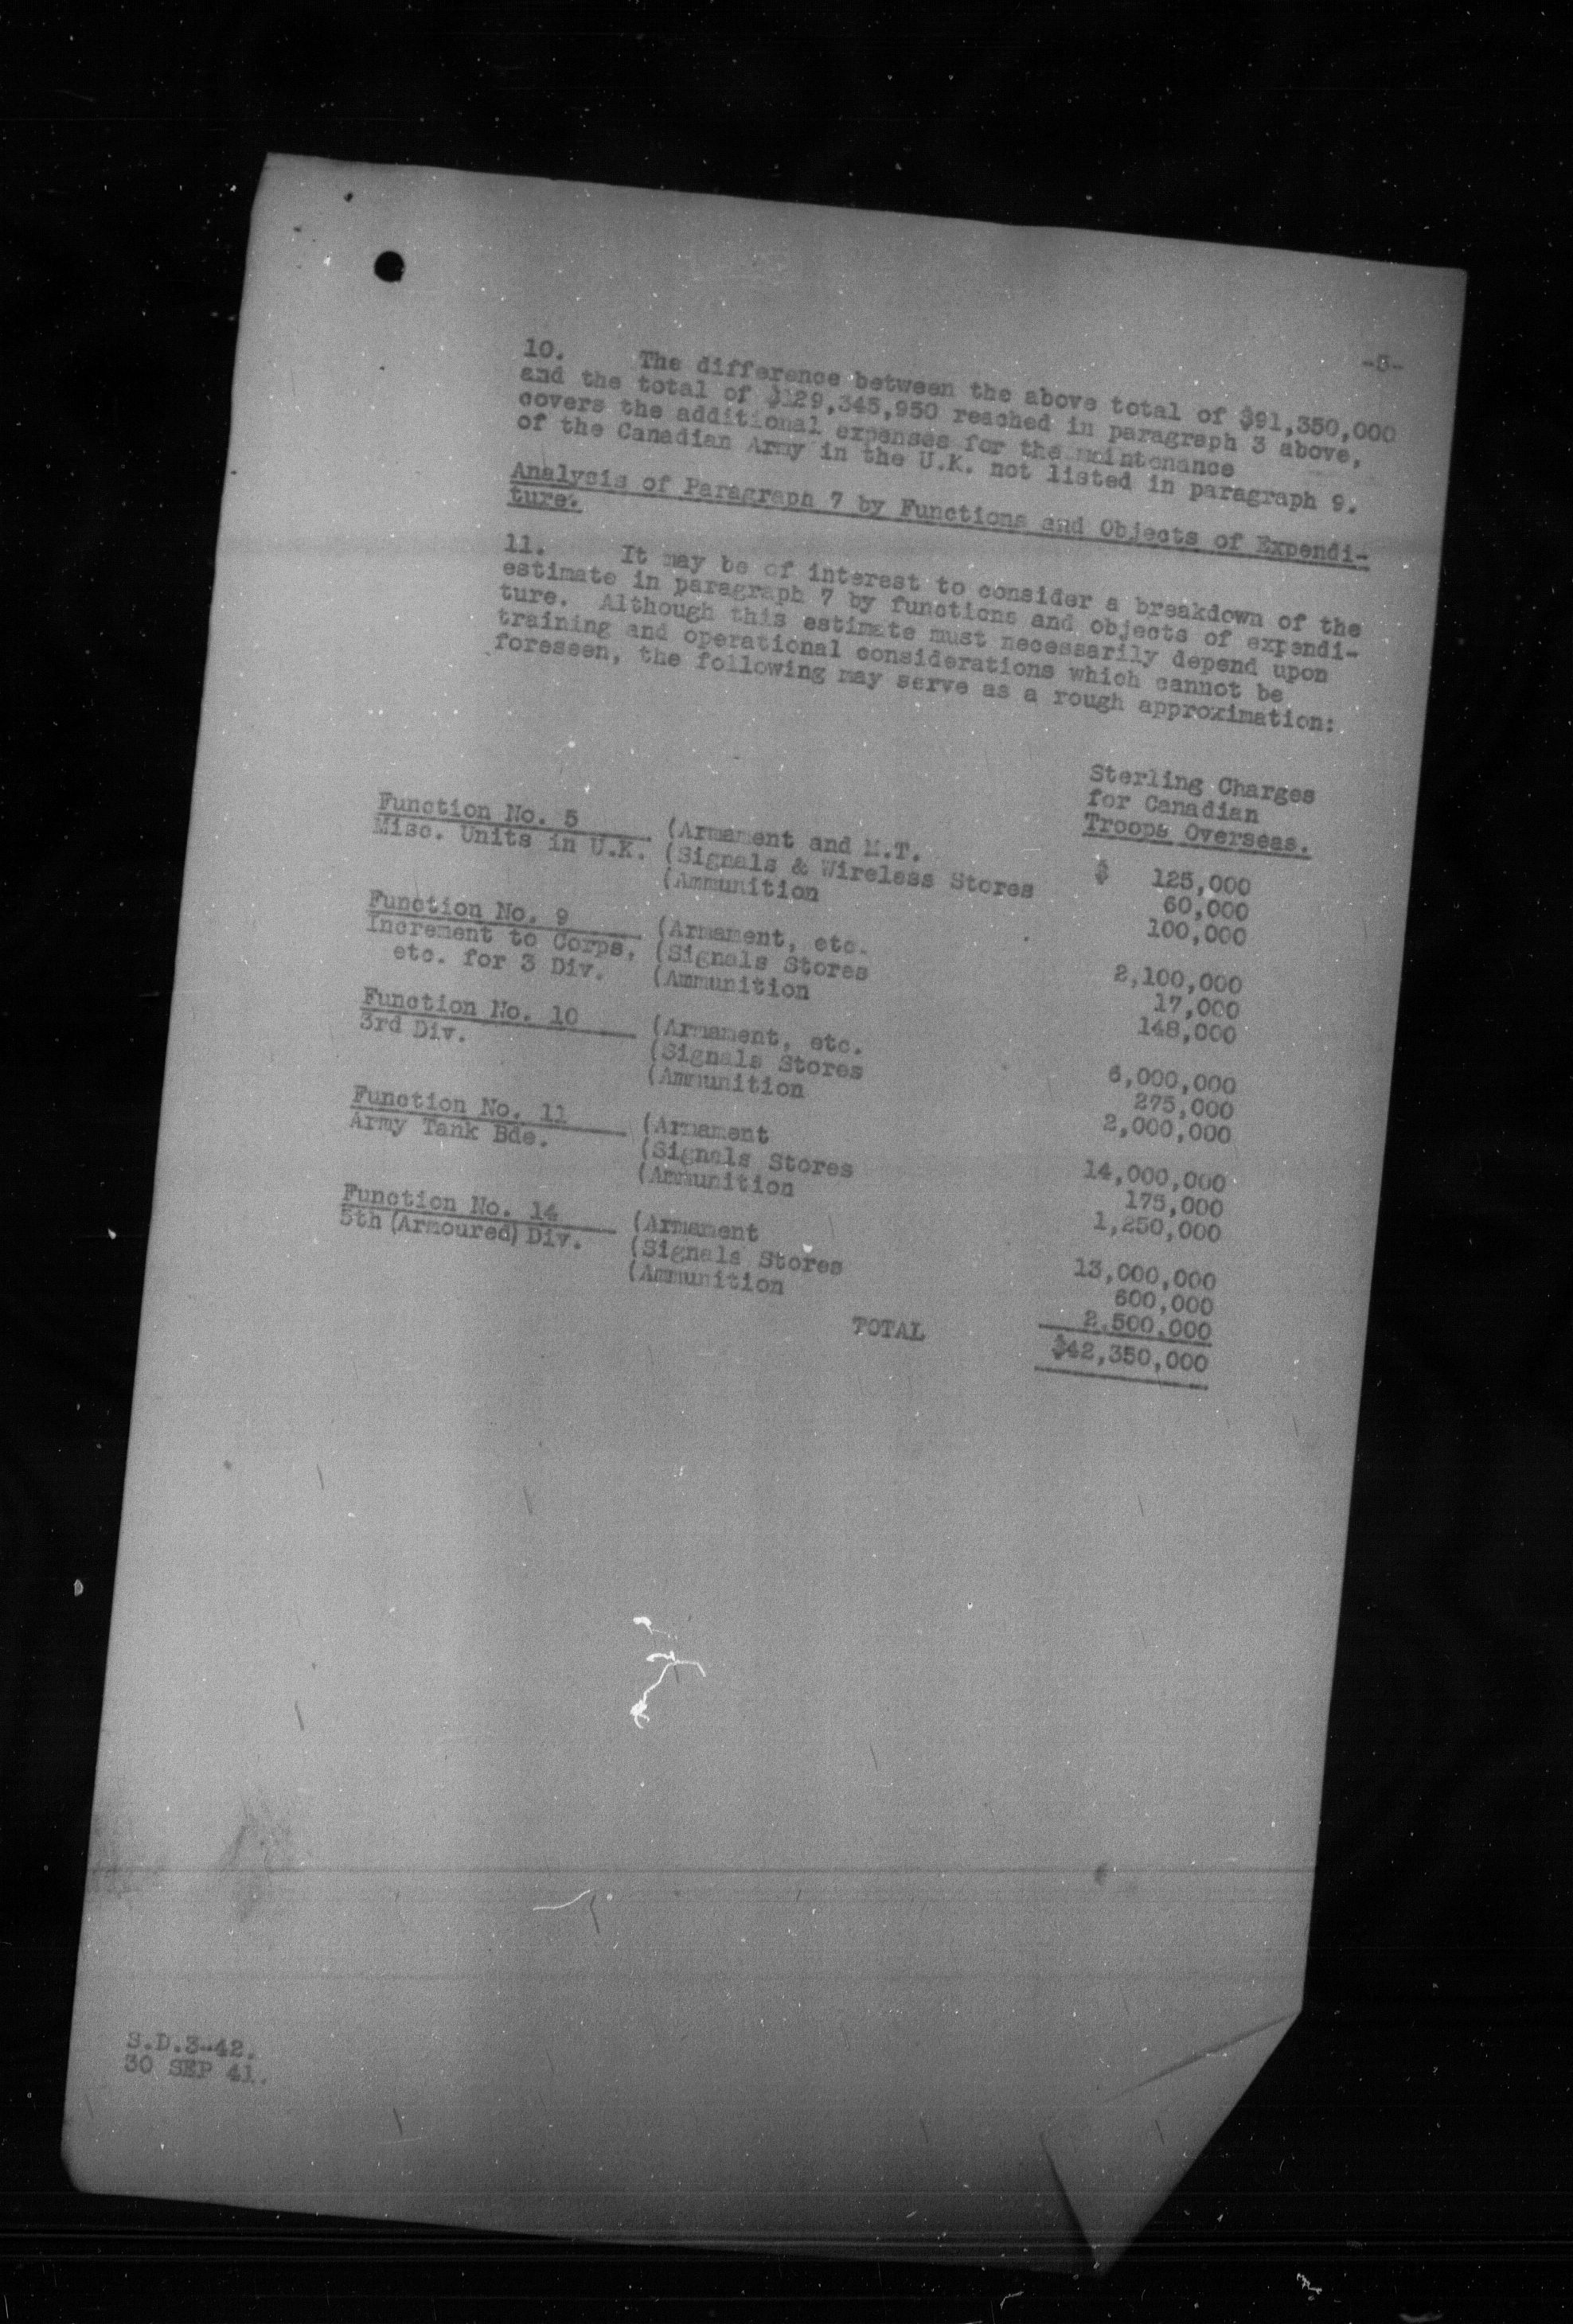 -5-
10. The difference between the above total of $91,350,000
and the total of $129,345,950 reached in paragraph 3 above,
covers the additional expenses for the maintenance
of the Canadian Army in the U.K. not listed in paragraph 9.
Analysis of Paragraph 7 by Functions and Objects of Expendi-
ture.
11. It may be of interest to consider a breakdown of the
estimate in paragraph 7 by functions and objects of expendi-
ture. Although this estimate must necessarily depend upon
training and operational considerations which cannot be
foreseen, the following may serve as a rough approximation:
Sterling Charges
for Canadian
Troops Overseas.
Function No. 5 (Armament and M.T. $ 125,000
Misc. Units in U.K. (Signals & Wireless Stores 60,000
(Ammunition 100,000
Function No. 9 (Armament, etc. 2,100,000
Increment to Corps, (Signals Stores 17,000
etc. for 3 Div. (Ammunition 148,000
Function No. 10 (Armament, etc. 6,000,000
3rd Div. (Signals Stores 275,000
(Ammunition 2,000,000
Function No. 11 (Armament 14,000,000
Army Tank Bde. (Signals Stores 175,000
(Ammunition 1,250,000
Function No. 14 (Armament 13,000,000
5th (Armoured) Div. (Signals Stores 600,000
(Ammunition 2,500,000
TOTAL $42,350,000
S.D.3-42.
30 SEP 41.